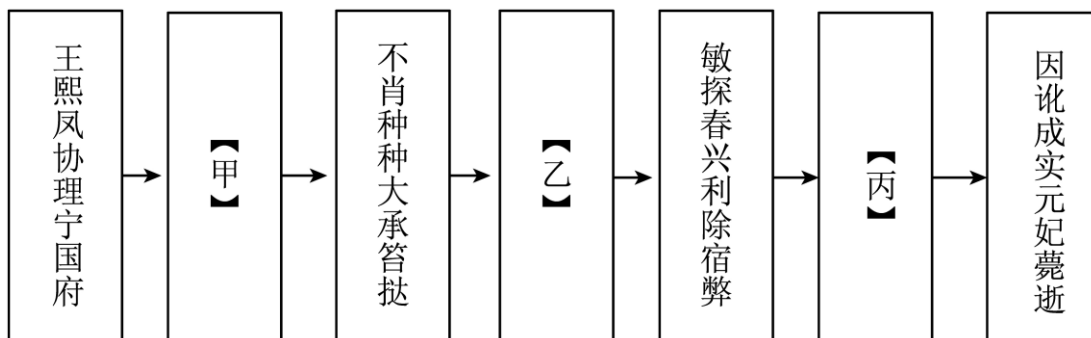 王熙凤协理宁国府
【甲】
不肖种种大承笞挞
【乙】
敏探春兴利除宿弊
【丙】
因讹成实元妃薨逝